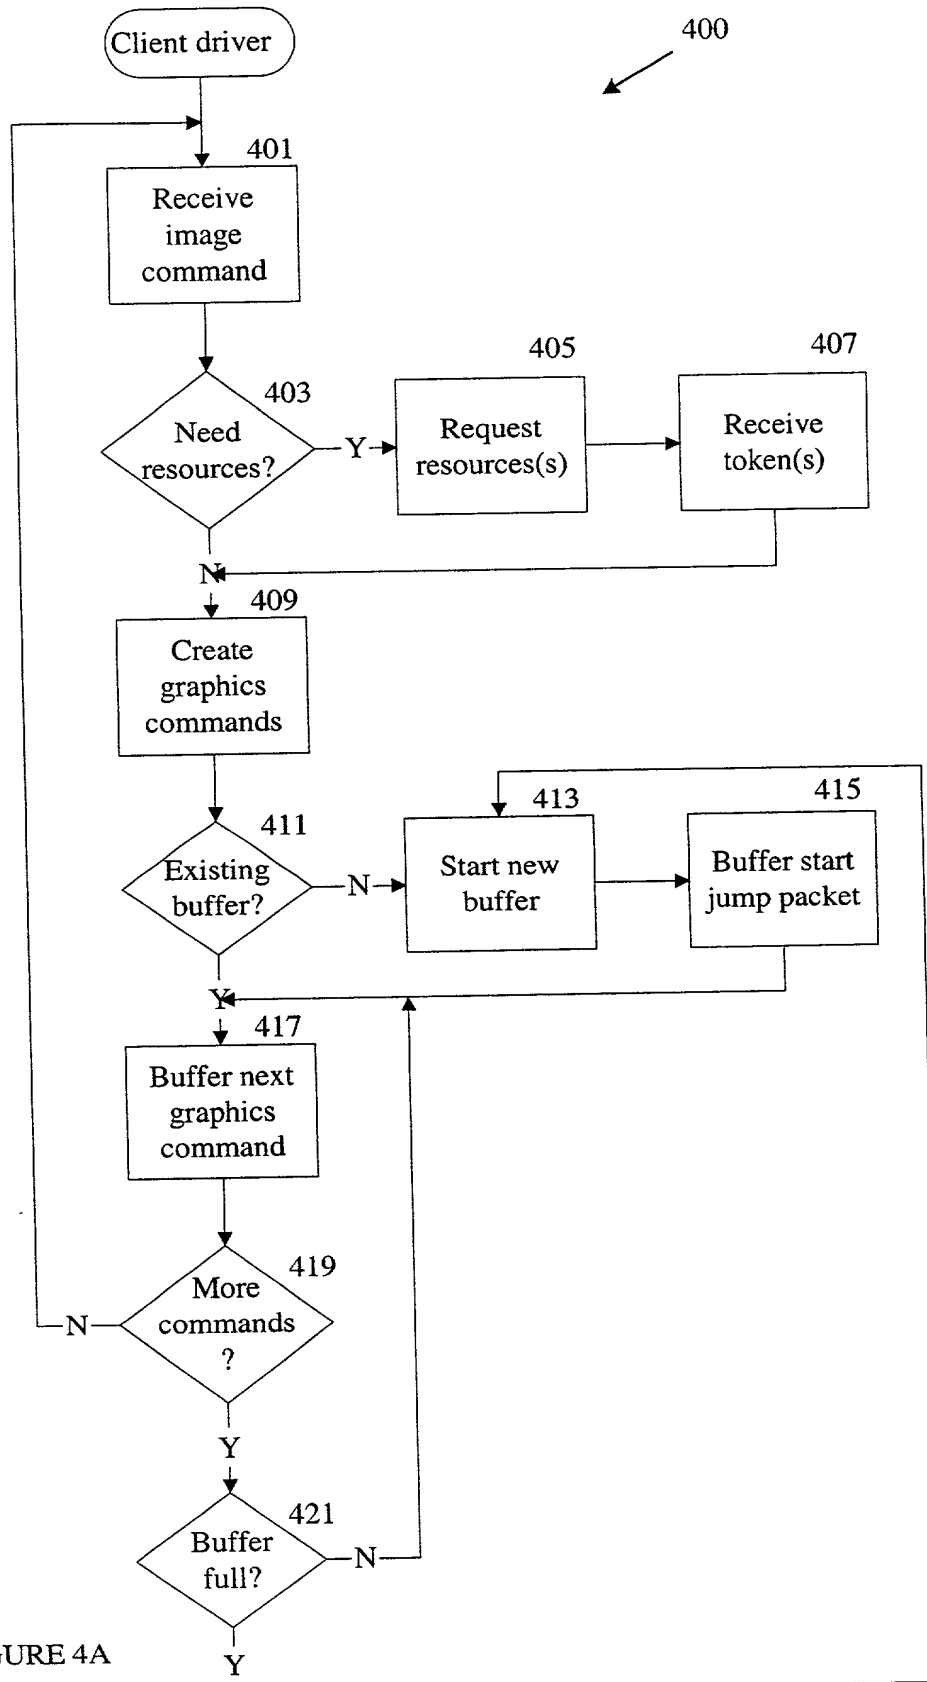 Client driver
400
401
Receive
image
command
403
Need
resources?
Y
405
Request
resources(s)
407
Receive
token(s)
N
409
Create
graphics
commands
411
Existing
buffer?
N
413
Start new
buffer
415
Buffer start
jump packet
Y
417
Buffer next
graphics
command
419
More
commands
?
N
Y
421
Buffer
full?
N
Y
GURE 4A